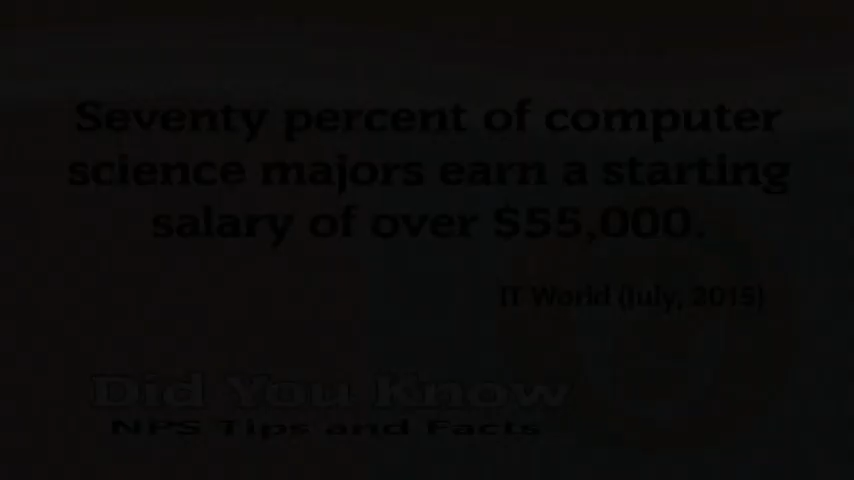 Seventy percent of computer
science majors earn a starting
salary of over $55,000.
IT World (July, 2015)
Did You Know
NPS Tips and Facts